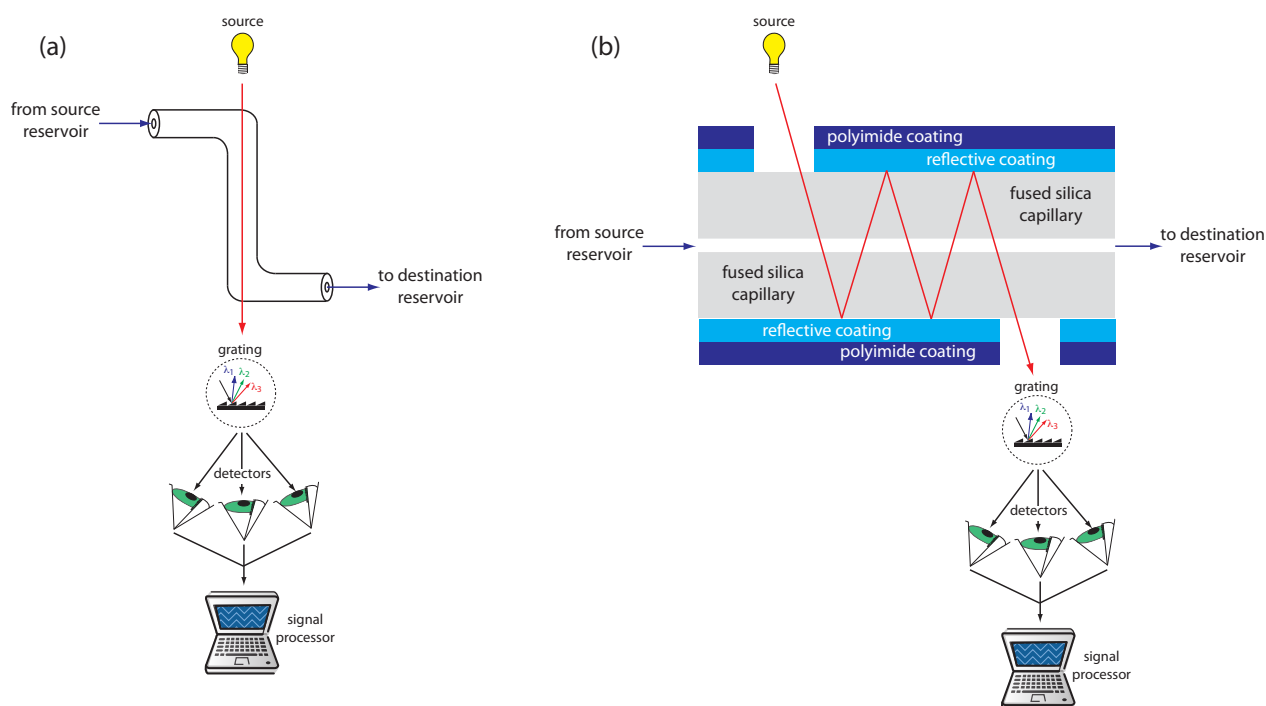 (a)
source
from source
reservoir
to destination
reservoir
grating
λ1
λ2
λ3
detectors
signal
processor
(b)
source
polyimide coating
reflective coating
fused silica
capillary
from source
reservoir
to destination
reservoir
fused silica
capillary
reflective coating
polyimide coating
grating
λ1
λ2
λ3
detectors
signal
processor